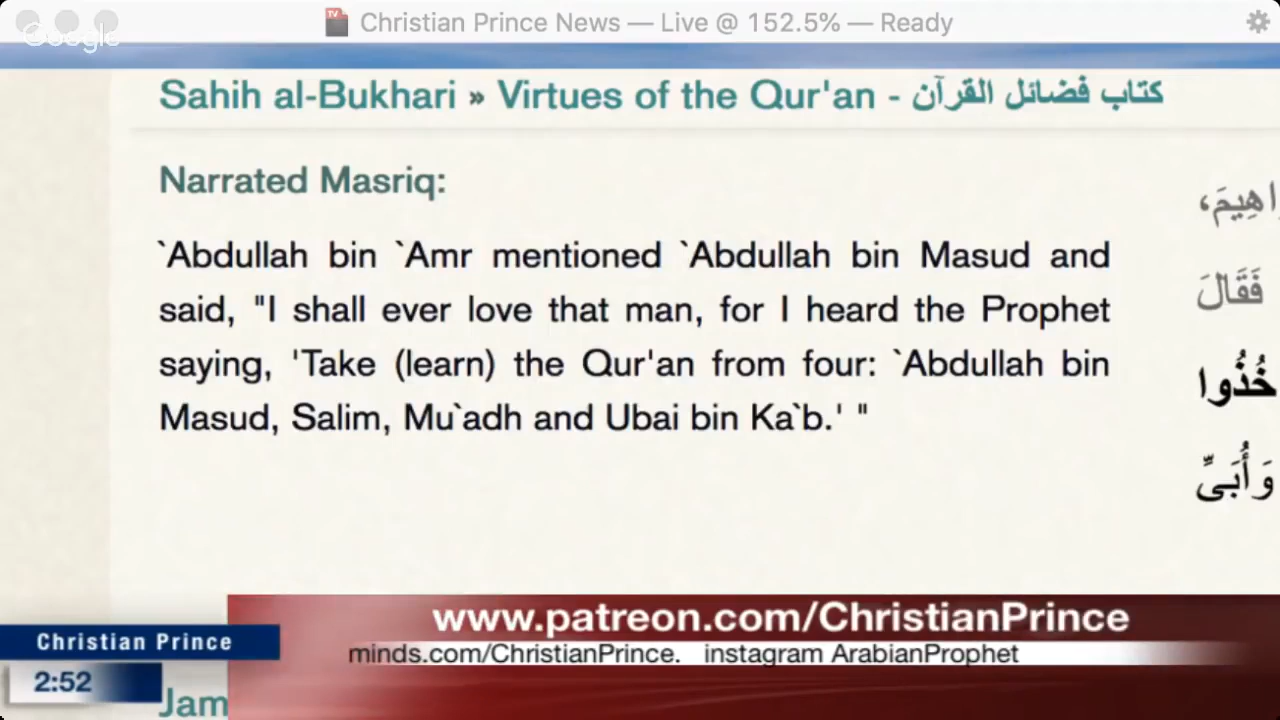 Christian Prince News — Live @ 152.5% — Ready
Google
Sahih al-Bukhari » Virtues of the Qur'an - كتاب فضائل القرآن
Narrated Masriq:
`Abdullah bin `Amr mentioned `Abdullah bin Masud and
said, "I shall ever love that man, for I heard the Prophet
saying, 'Take (learn) the Qur'an from four: `Abdullah bin
Masud, Salim, Mu`adh and Ubai bin Ka`b.' "
فَقَالَ
خُذُوا
وَأُبَىِّ
www.patreon.com/ChristianPrince
Christian Prince
minds.com/ChristianPrince. instagram ArabianProphet
2:52
Jam